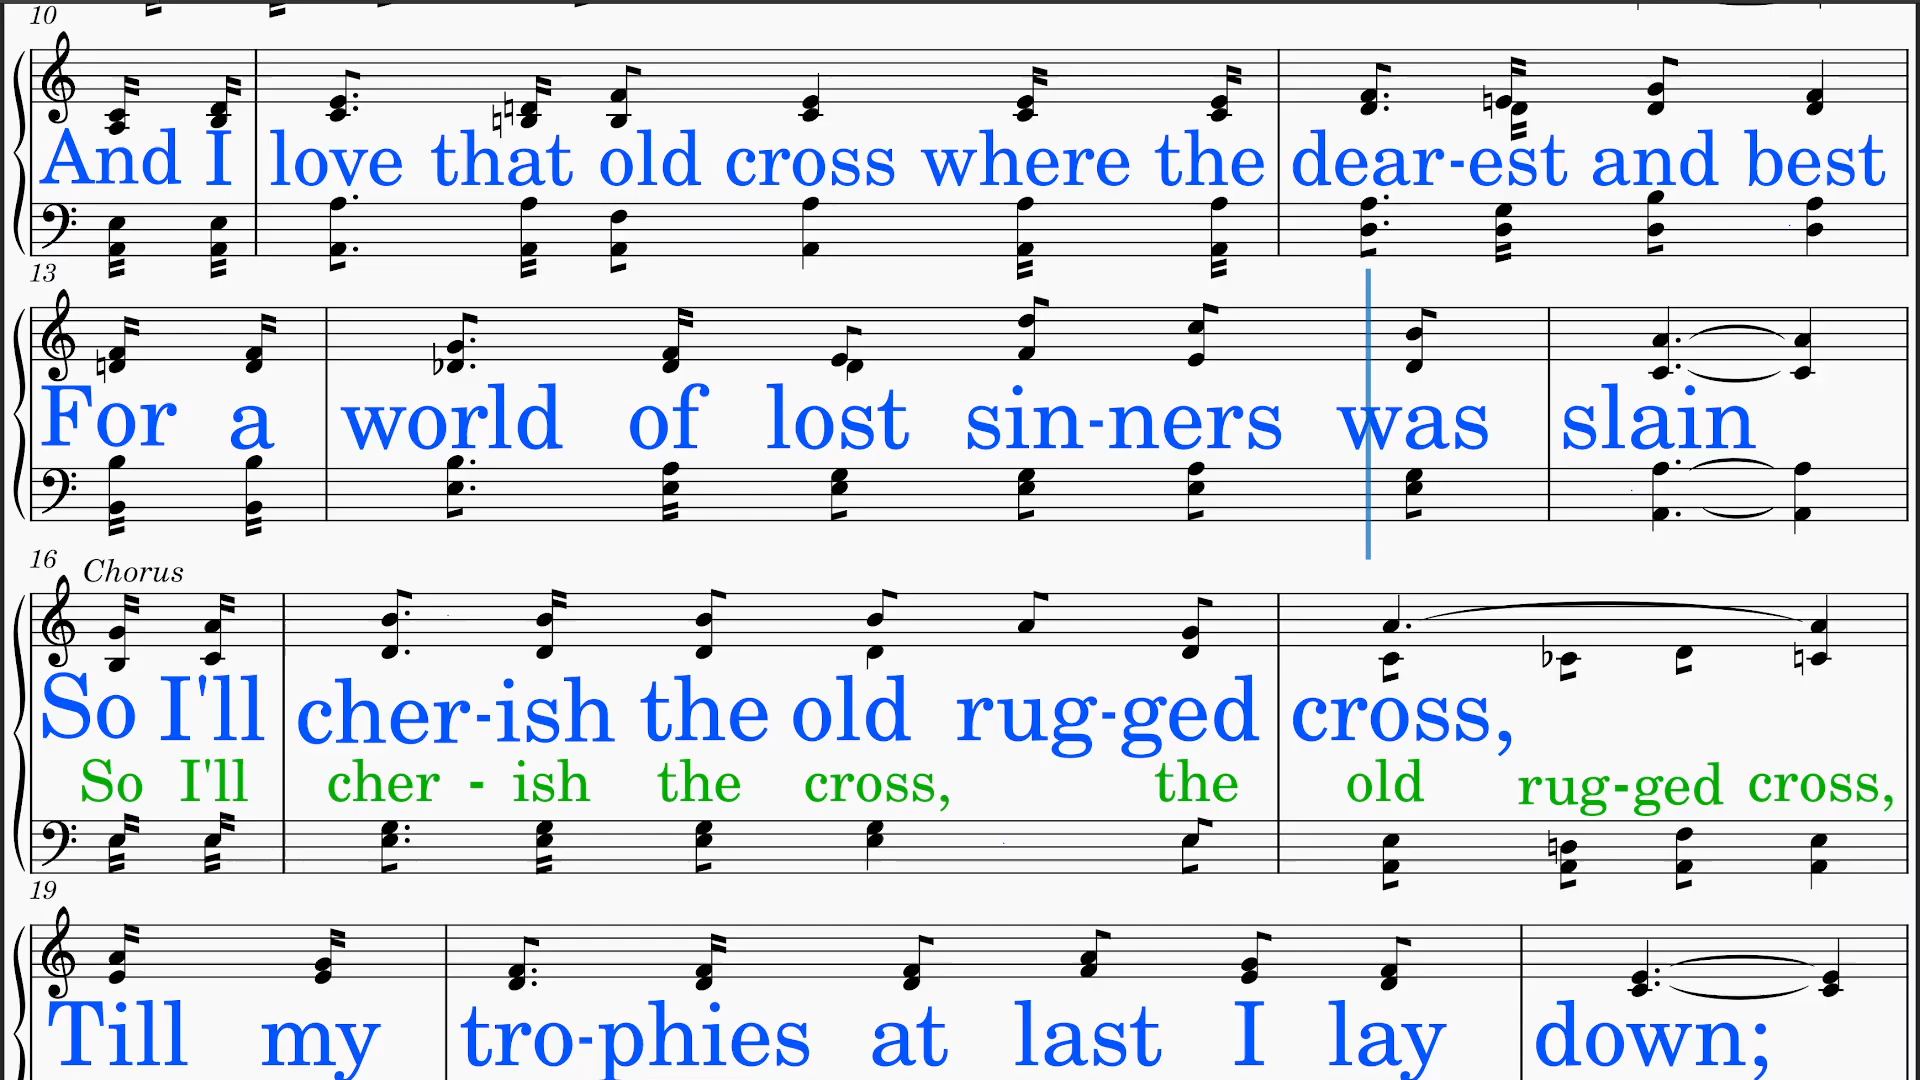 10
And I love that old cross where the dear-est and best
13
For a world of lost sin-ners was slain
16 Chorus
So I'll cher-ish the old rug-ged cross,
So I'll cher - ish the cross, the old rug-ged cross,
19
Till my tro-phies at last I lay down;